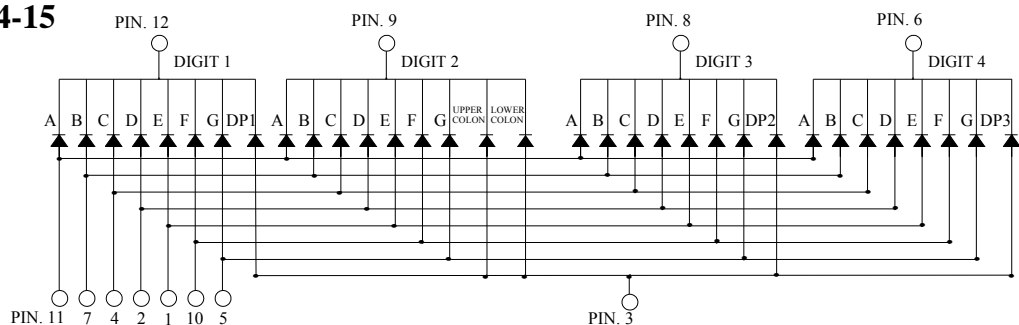 4-15
PIN. 12 PIN. 9 PIN. 8 PIN. 6
DIGIT 1 DIGIT 2 DIGIT 3 DIGIT 4
UPPER COLON LOWER COLON
A B C D E F G DP1 A B C D E F G A B C D E F G DP2 A B C D E F G DP3
PIN. 11 7 4 2 1 10 5 PIN. 3